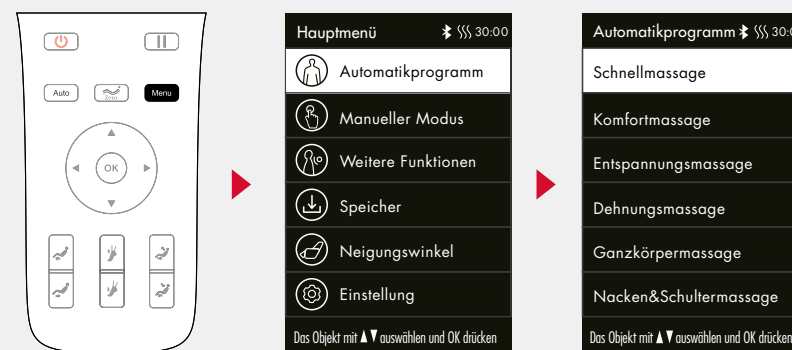 Auto
Zero
Menu
OK
Hauptmenü 30:00
Automatikprogramm
Manueller Modus
Weitere Funktionen
Speicher
Neigungswinkel
Einstellung
Das Objekt mit ▲▼ auswählen und OK drücken
Automatikprogramm 30:0
Schnellmassage
Komfortmassage
Entspannungsmassage
Dehnungsmassage
Ganzkörpermassage
Nacken&Schultermassage
Das Objekt mit ▲▼ auswählen und OK drücken